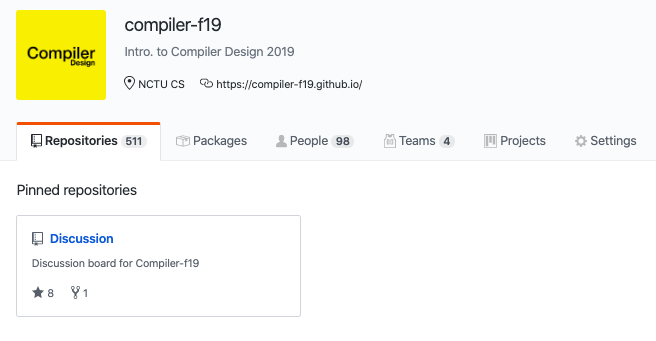 Compiler
Design
compiler-f19
Intro. to Compiler Design 2019
NCTU CS https://compiler-f19.github.io/
Repositories 511 Packages People 98 Teams 4 Projects Settings
Pinned repositories
Discussion
Discussion board for Compiler-f19
8 1